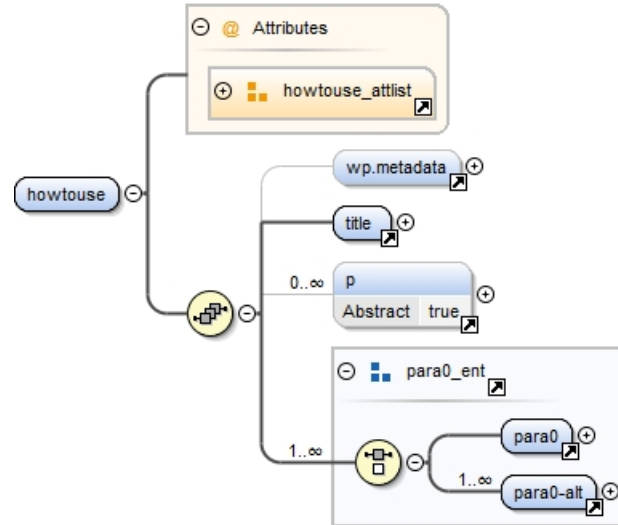 @ Attributes
howtouse_attlist
howtouse
wp.metadata
title
0..∞
p
Abstract true
para0_ent
1..∞
para0
1..∞
para0-alt